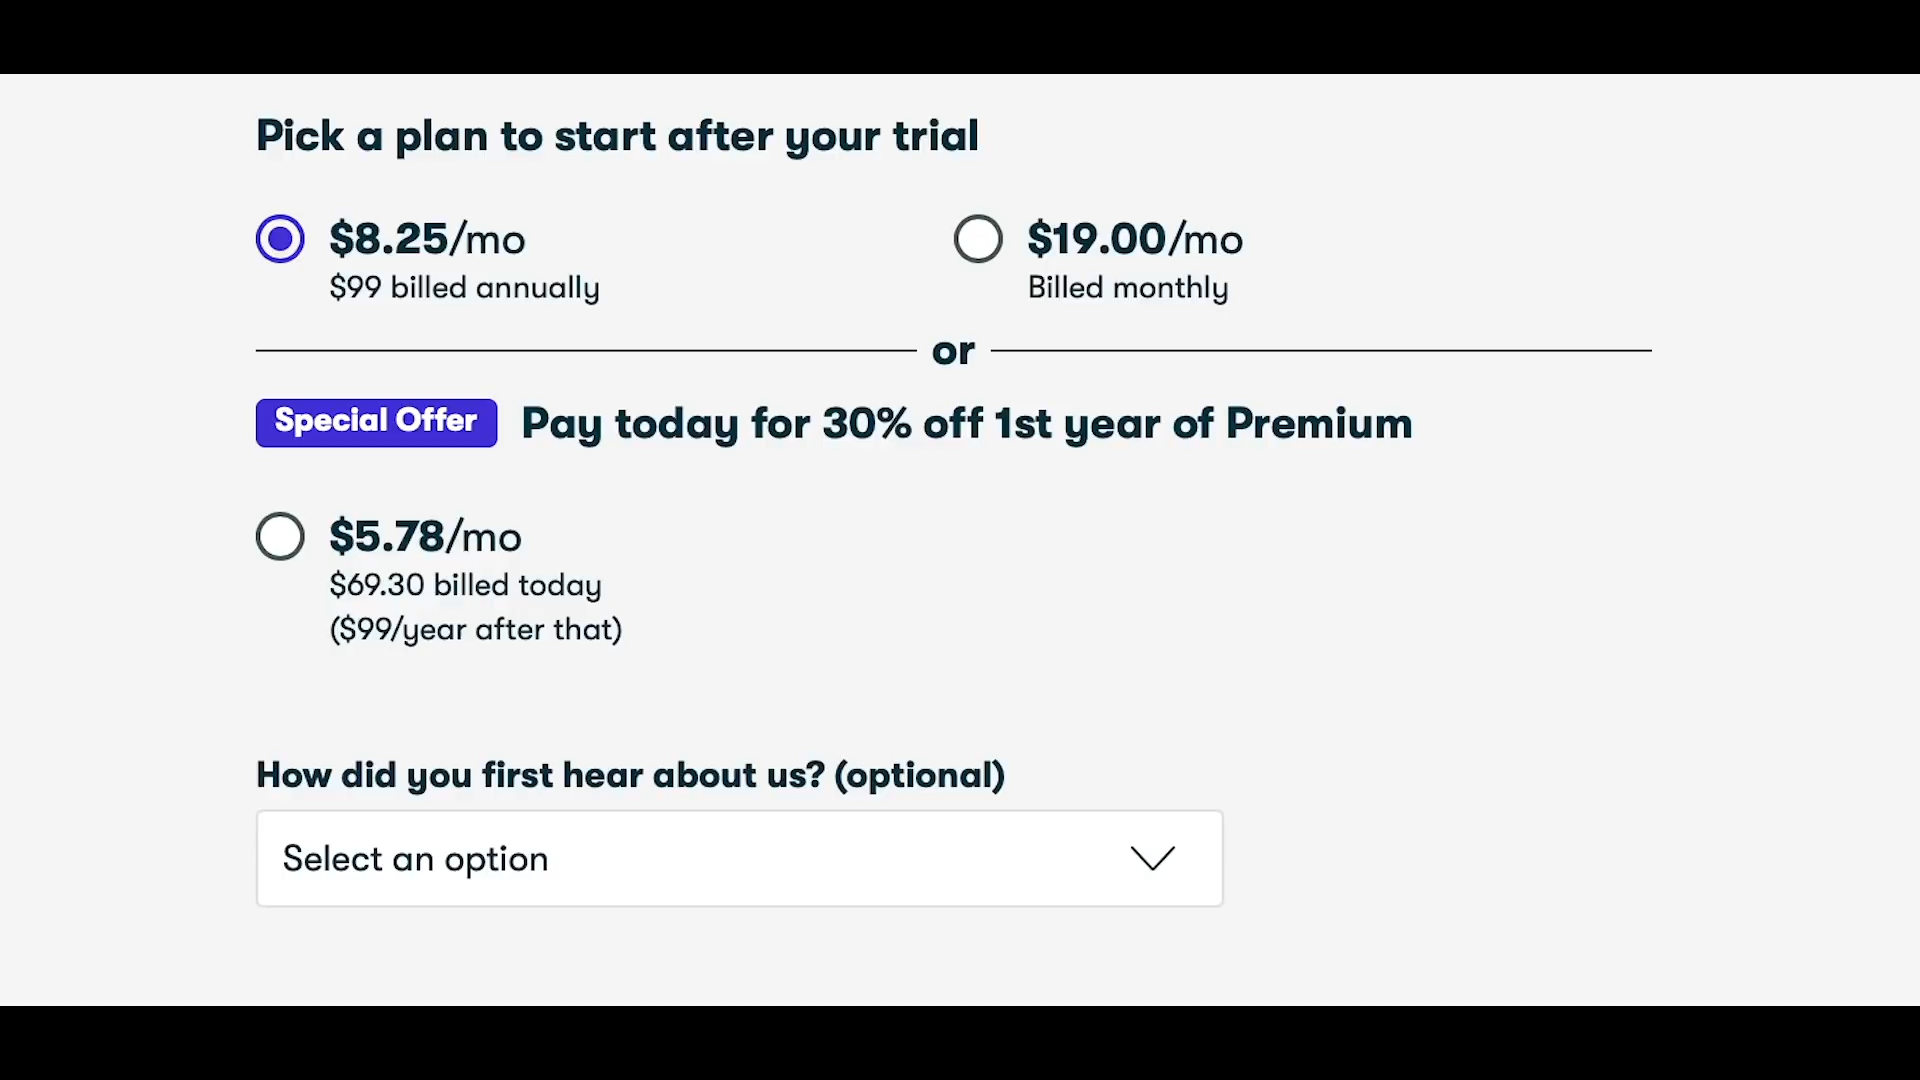 Pick a plan to start after your trial
$8.25/mo
$99 billed annually
$19.00/mo
Billed monthly
or
Special Offer Pay today for 30% off 1st year of Premium
$5.78/mo
$69.30 billed today
($99/year after that)
How did you first hear about us? (optional)
Select an option